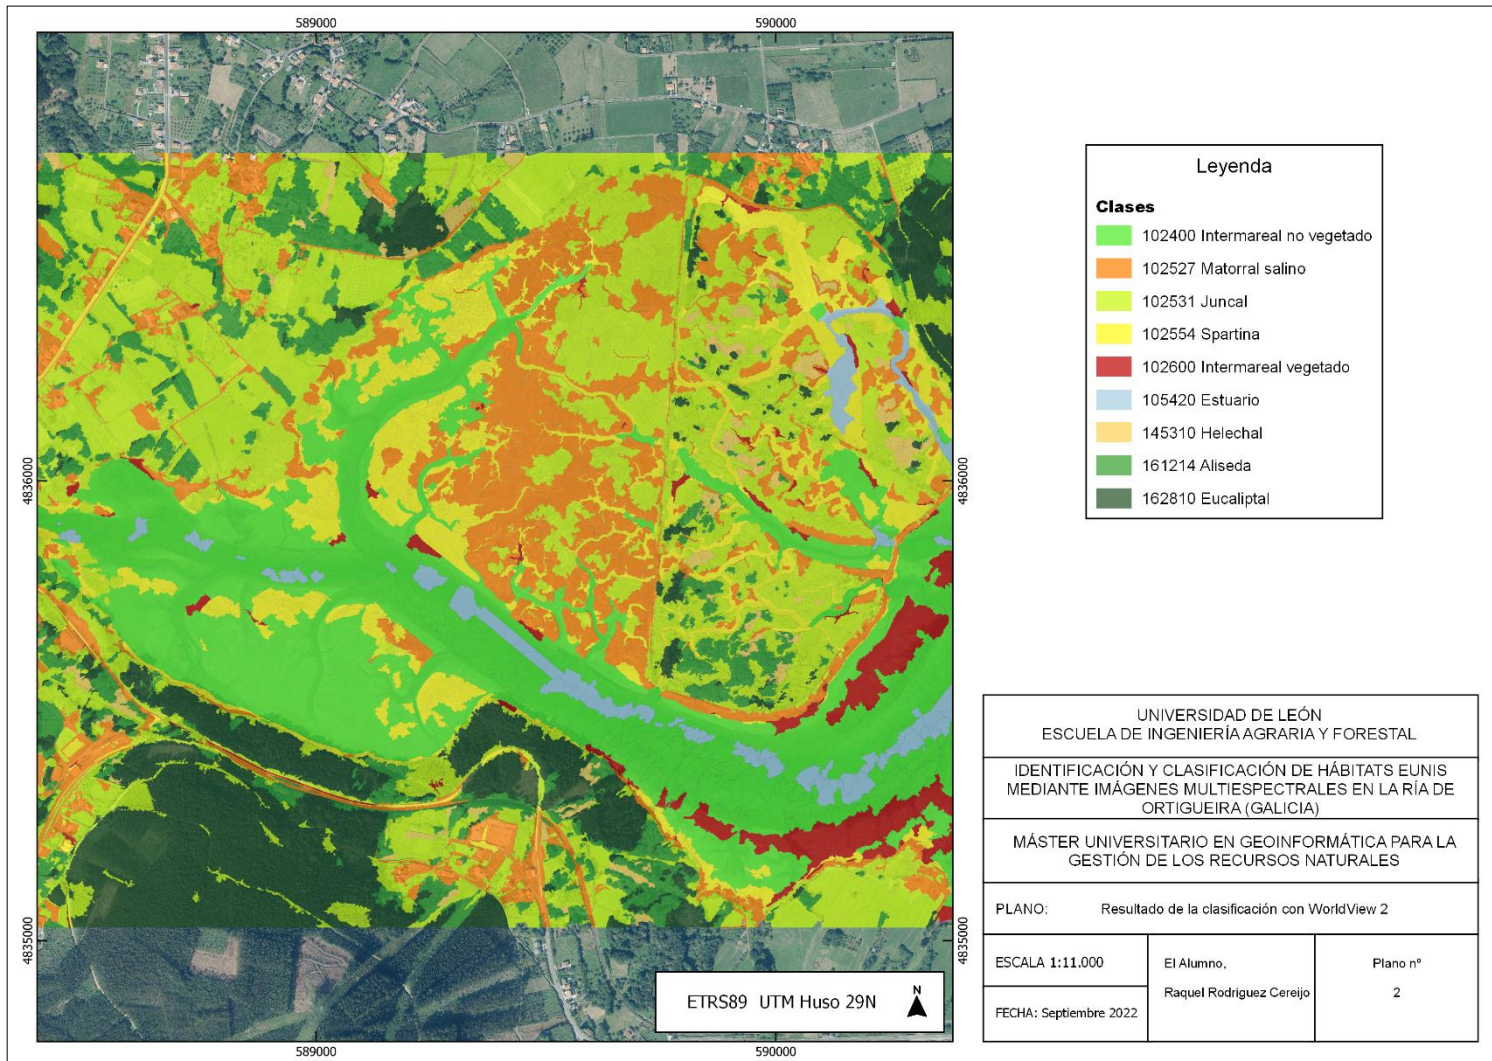 589000
590000
4836000
4836000
4835000
4835000
589000
590000
ETRS89 UTM Huso 29N
N
Leyenda
Clases
102400 Intermareal no vegetado
102527 Matorral salino
102531 Juncal
102554 Spartina
102600 Intermareal vegetado
105420 Estuario
145310 Helechal
161214 Aliseda
162810 Eucaliptal
UNIVERSIDAD DE LEÓN
ESCUELA DE INGENIERÍA AGRARIA Y FORESTAL
IDENTIFICACIÓN Y CLASIFICACIÓN DE HÁBITATS EUNIS
MEDIANTE IMÁGENES MULTIESPECTRALES EN LA RÍA DE
ORTIGUEIRA (GALICIA)
MÁSTER UNIVERSITARIO EN GEOINFORMÁTICA PARA LA
GESTIÓN DE LOS RECURSOS NATURALES
PLANO: Resultado de la clasificación con WorldView 2
ESCALA 1:11.000
FECHA: Septiembre 2022
El Alumno,
Raquel Rodriguez Cereijo
Plano nº
2